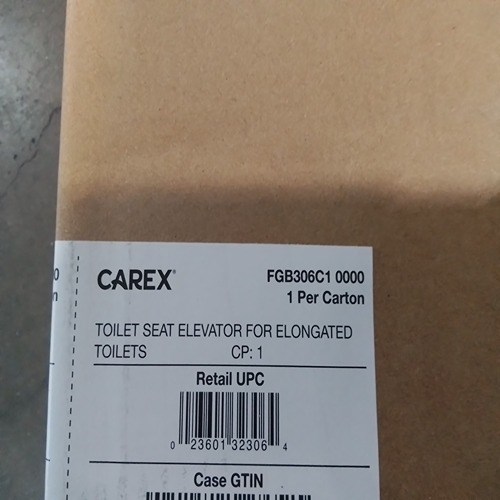 CAREX®
FGB306C1 0000
1 Per Carton
TOILET SEAT ELEVATOR FOR ELONGATED
TOILETS CP: 1
Retail UPC
0 23601 32306 4
Case GTIN